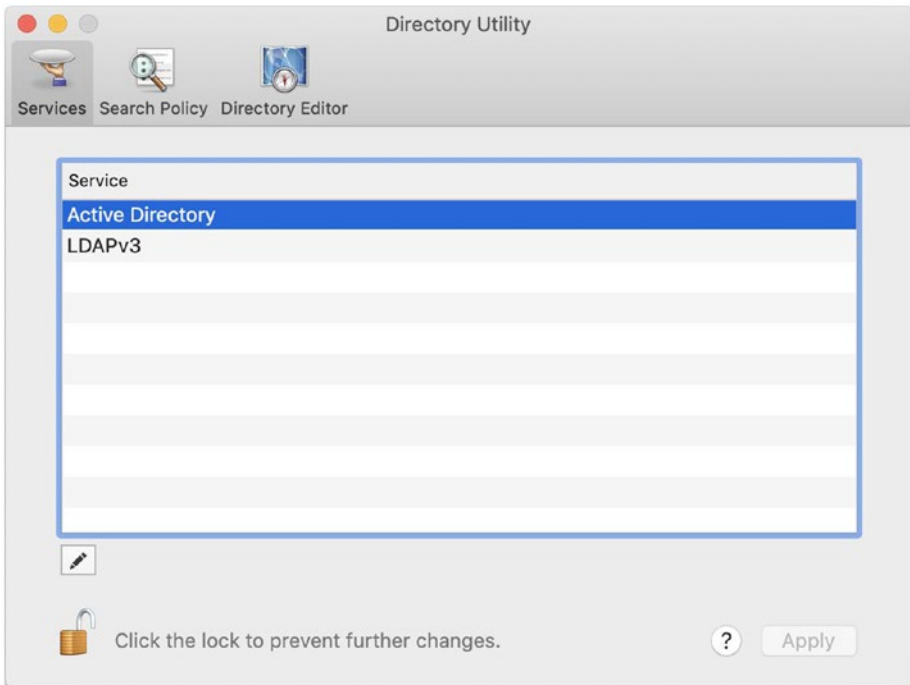 Directory Utility
Services Search Policy Directory Editor
Service
Active Directory
LDAPv3
Click the lock to prevent further changes.
? Apply